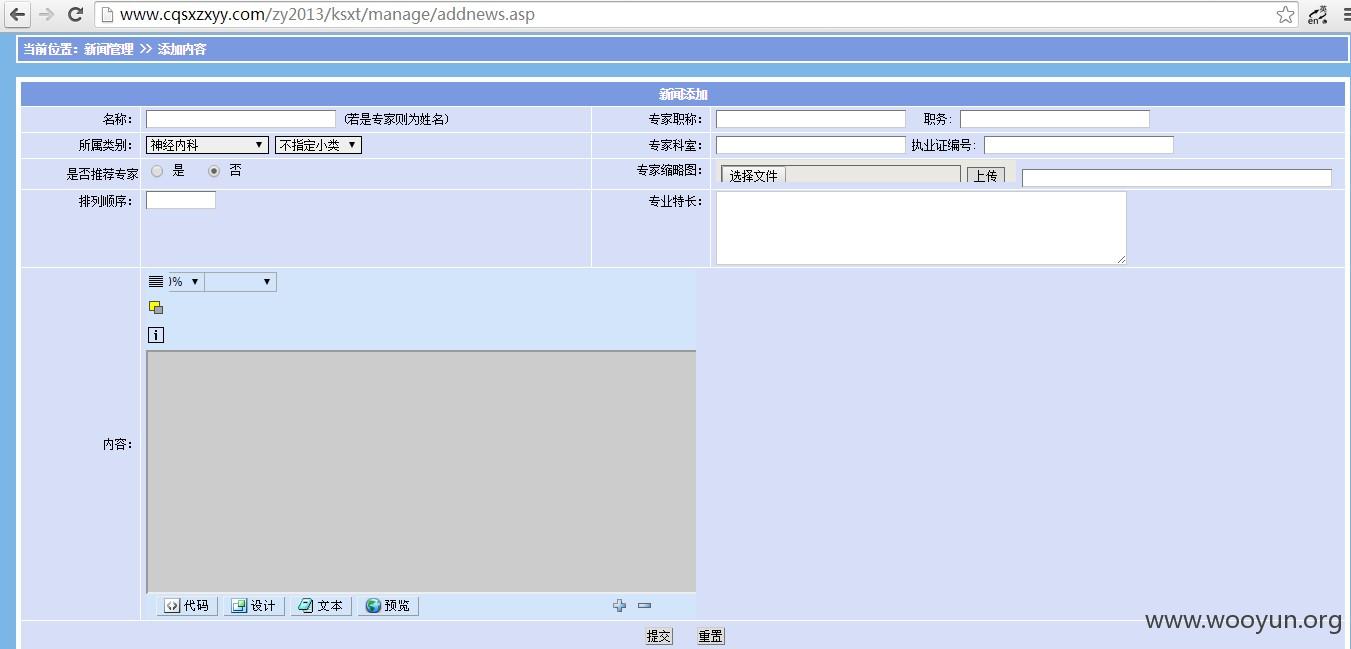 www.cqsxzxyy.com/zy2013/ksxt/manage/addnews.asp
英
en
当前位置：新闻管理 >> 添加内容
新闻添加
名称： (若是专家则为姓名) 专家职称： 职务：
所属类别： 神经内科 不指定小类 专家科室： 执业证编号：
是否推荐专家 是 否 专家缩略图： 选择文件 上传
排列顺序： 专业特长：
0%
内容：
代码 设计 文本 预览
提交 重置
www.wooyun.org